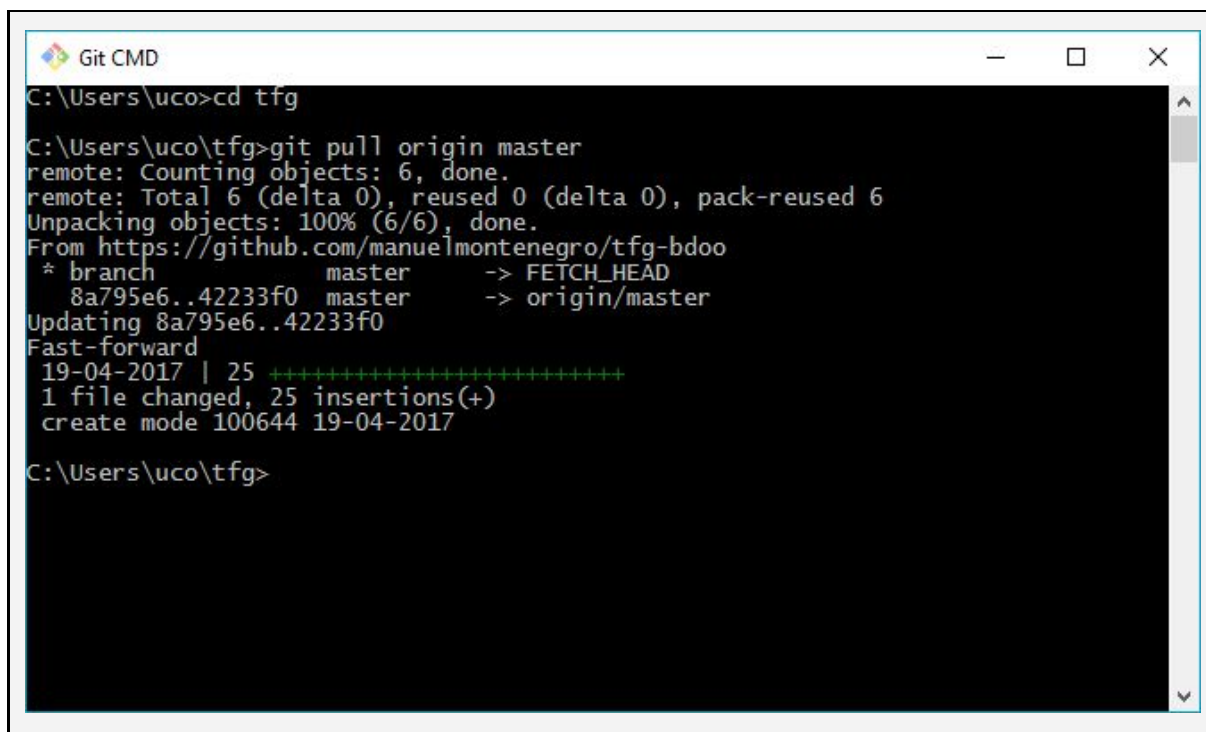 Git CMD
C:\Users\uco>cd tfg
C:\Users\uco\tfg>git pull origin master
remote: Counting objects: 6, done.
remote: Total 6 (delta 0), reused 0 (delta 0), pack-reused 6
Unpacking objects: 100% (6/6), done.
From https://github.com/manuelmontenegro/tfg-bdoo
 * branch            master     -> FETCH_HEAD
   8a795e6..42233f0  master     -> origin/master
Updating 8a795e6..42233f0
Fast-forward
 19-04-2017 | 25 +++++++++++++++++++++++++
 1 file changed, 25 insertions(+)
 create mode 100644 19-04-2017
C:\Users\uco\tfg>